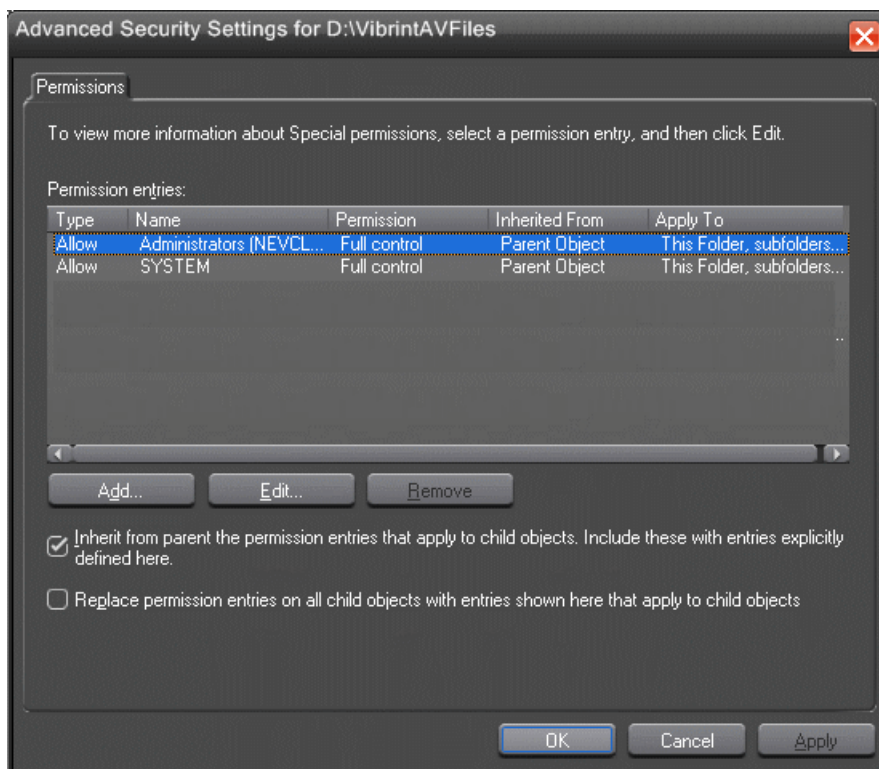 Advanced Security Settings for D:\VibrintAVFiles
Permissions
To view more information about Special permissions, select a permission entry, and then click Edit.
Permission entries:
Type Name Permission Inherited From Apply To
Allow Administrators (NEVCL... Full control Parent Object This Folder, subfolders...
Allow SYSTEM Full control Parent Object This Folder, subfolders...
Add... Edit... Remove
Inherit from parent the permission entries that apply to child objects. Include these with entries explicitly
defined here.
Replace permission entries on all child objects with entries shown here that apply to child objects
OK Cancel Apply